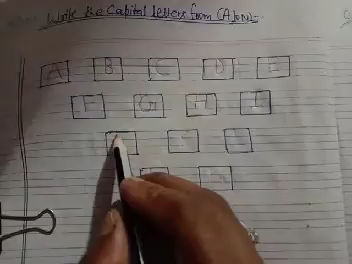 Write the Capital letters from (A to N).
A B C D E
F G H I